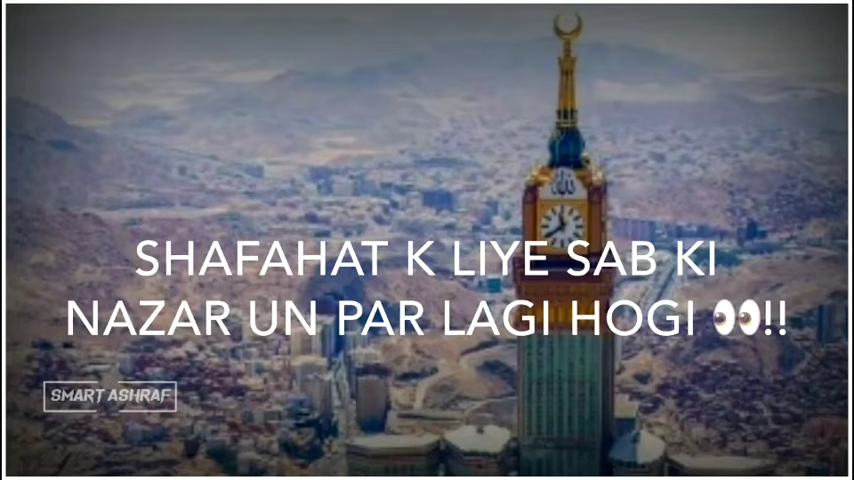 SHAFAHAT K LIYE SAB KI
NAZAR UN PAR LAGI HOGI 👀!!
SMART ASHRAF